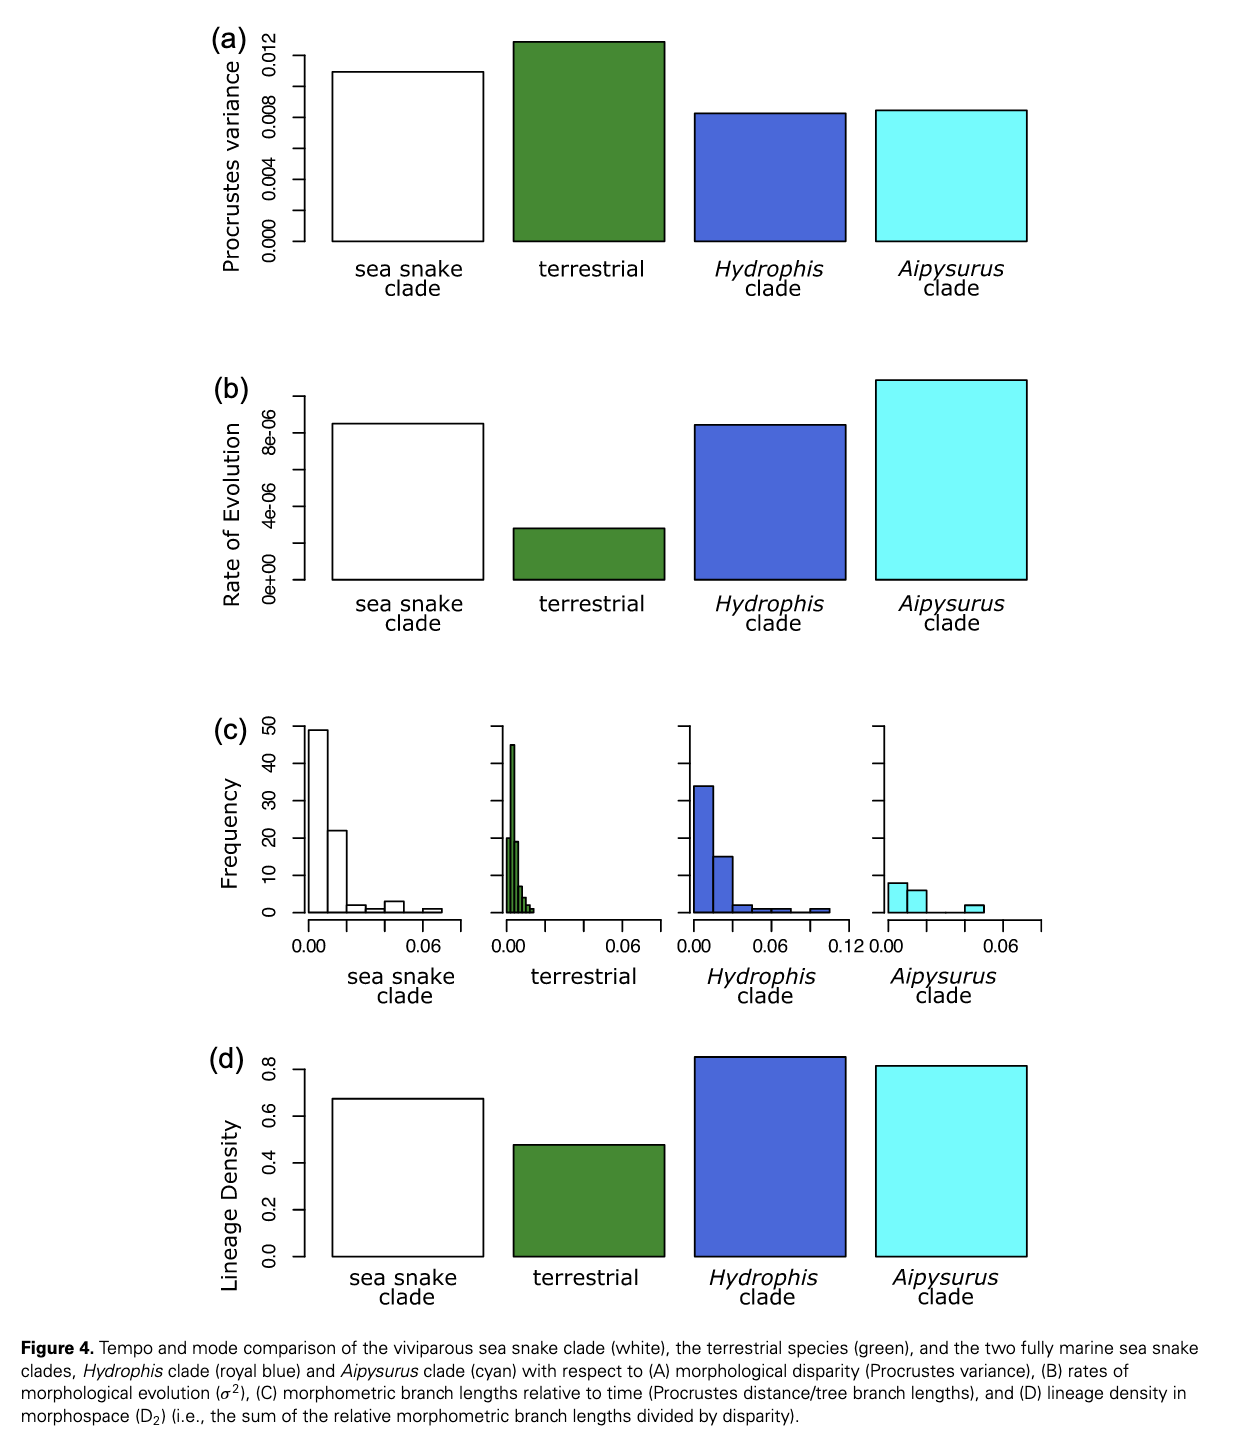 (a)
Procrustes variance
0.000 0.004 0.008 0.012
sea snake clade
terrestrial
Hydrophis clade
Aipysurus clade
(b)
Rate of Evolution
0e+00 4e-06 8e-06
sea snake clade
terrestrial
Hydrophis clade
Aipysurus clade
(c)
Frequency
0 10 20 30 40 50
0.00 0.06
sea snake clade
0.00 0.06
terrestrial
0.00 0.06 0.12
Hydrophis clade
0.00 0.06
Aipysurus clade
(d)
Lineage Density
0.0 0.2 0.4 0.6 0.8
sea snake clade
terrestrial
Hydrophis clade
Aipysurus clade
Figure 4. Tempo and mode comparison of the viviparous sea snake clade (white), the terrestrial species (green), and the two fully marine sea snake
clades, Hydrophis clade (royal blue) and Aipysurus clade (cyan) with respect to (A) morphological disparity (Procrustes variance), (B) rates of
morphological evolution (σ²), (C) morphometric branch lengths relative to time (Procrustes distance/tree branch lengths), and (D) lineage density in
morphospace (D₂) (i.e., the sum of the relative morphometric branch lengths divided by disparity).